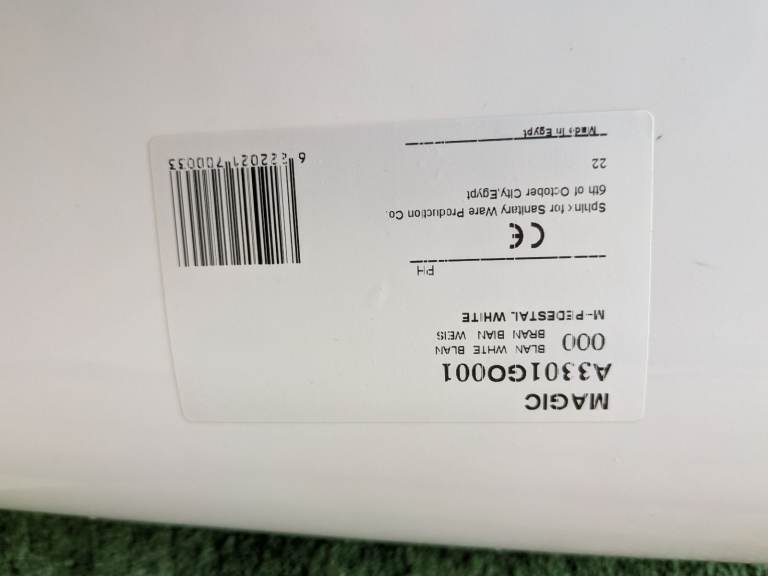 MAGIC
A3301GO001
000 BLAN WHTE BLAN
BRAN BIAN WEIS
M-PEDESTAL WHITE
PH
CE
Sphinx for Sanitary Ware Production Co.
6th of October City,Egypt
22
Made In Egypt
6 222021 700033